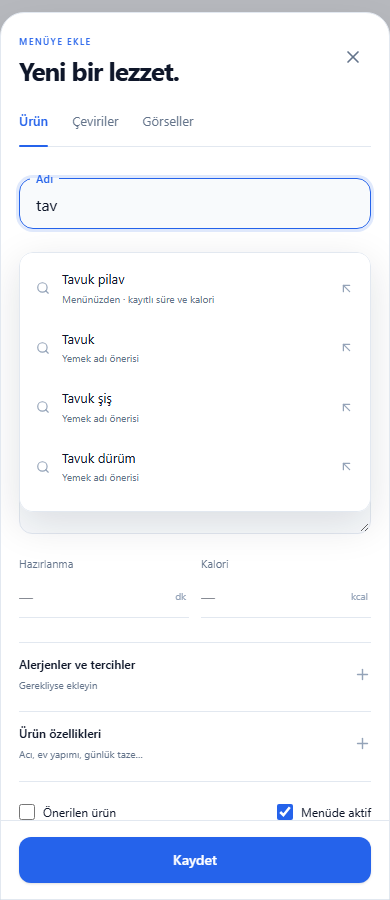 MENÜYE EKLE
Yeni bir lezzet.
Ürün Çeviriler Görseller
Adı
tav
Tavuk pilav
Menünüzden · kayıtlı süre ve kalori
Tavuk
Yemek adı önerisi
Tavuk şiş
Yemek adı önerisi
Tavuk dürüm
Yemek adı önerisi
Hazırlanma Kalori
— dk — kcal
Alerjenler ve tercihler
Gerekliyse ekleyin
Ürün özellikleri
Acı, ev yapımı, günlük taze...
Önerilen ürün Menüde aktif
Kaydet